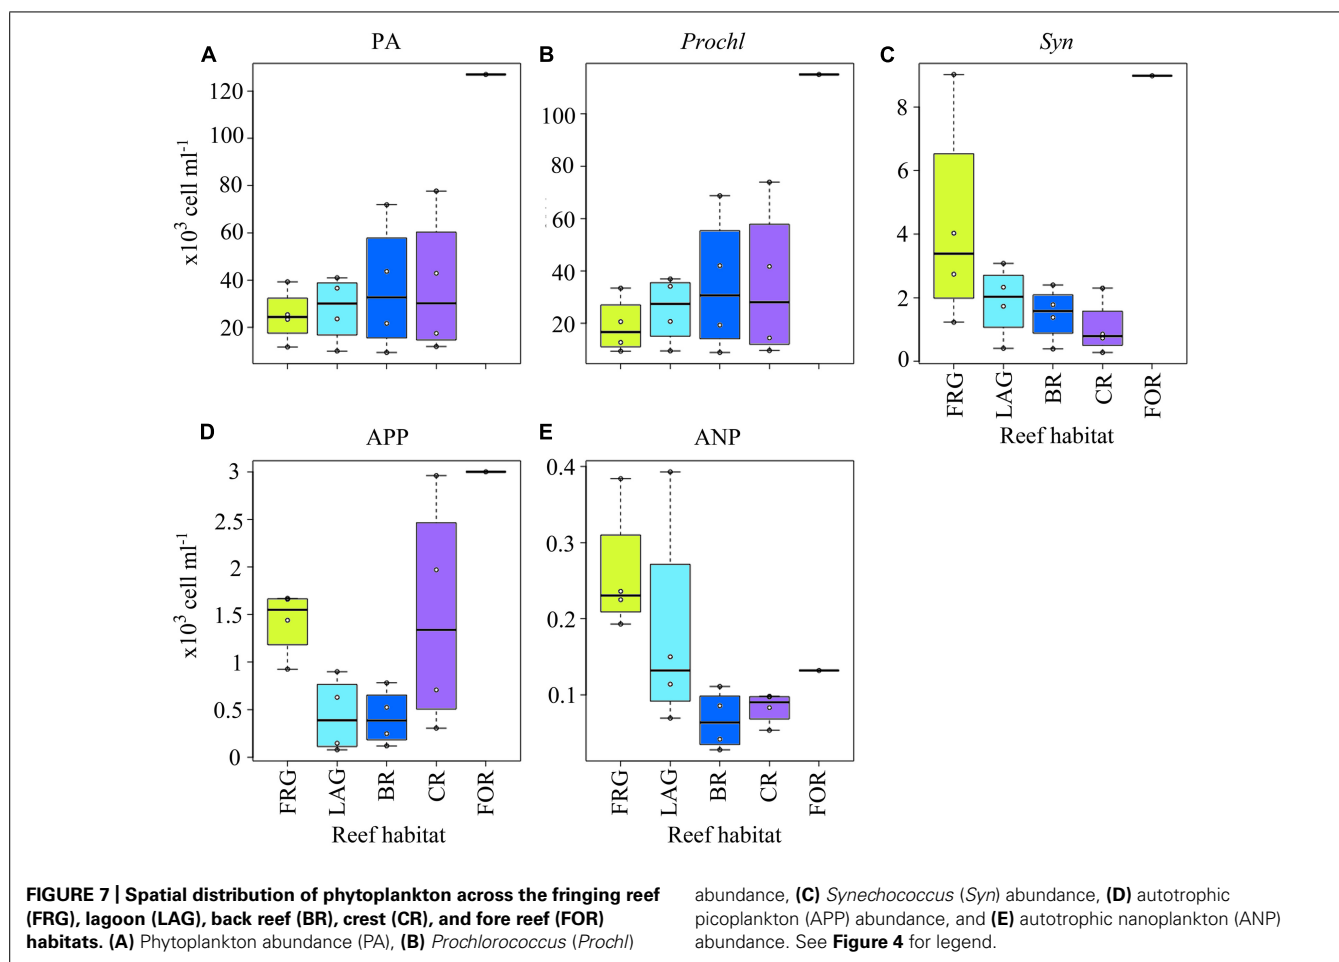 A PA
B Prochl
C Syn
x10³ cell ml⁻¹
120
100
80
60
40
20
100
80
60
40
20
8
6
4
2
0
FRG LAG BR CR FOR
Reef habitat
D APP
E ANP
x10³ cell ml⁻¹
3
2.5
2
1.5
1
0.5
0
0.4
0.3
0.2
0.1
FRG LAG BR CR FOR
Reef habitat
FRG LAG BR CR FOR
Reef habitat
FIGURE 7 | Spatial distribution of phytoplankton across the fringing reef
(FRG), lagoon (LAG), back reef (BR), crest (CR), and fore reef (FOR)
habitats. (A) Phytoplankton abundance (PA), (B) Prochlorococcus (Prochl)
abundance, (C) Synechococcus (Syn) abundance, (D) autotrophic
picoplankton (APP) abundance, and (E) autotrophic nanoplankton (ANP)
abundance. See Figure 4 for legend.